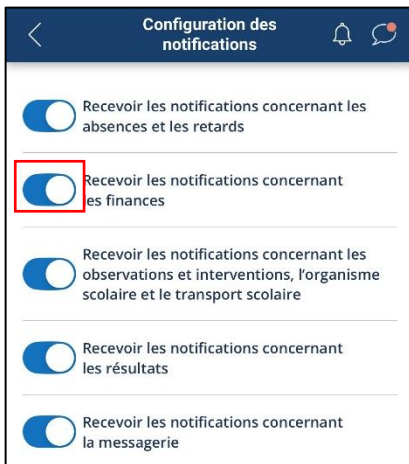 Configuration des
notifications
Recevoir les notifications concernant les
absences et les retards
Recevoir les notifications concernant
les finances
Recevoir les notifications concernant les
observations et interventions, l’organisme
scolaire et le transport scolaire
Recevoir les notifications concernant
les résultats
Recevoir les notifications concernant
la messagerie